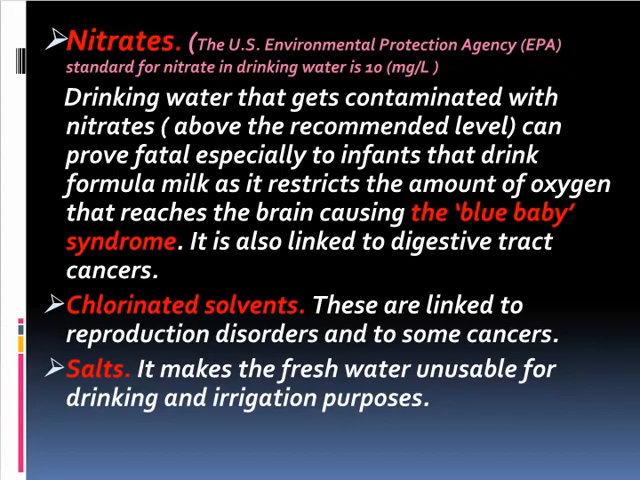 Nitrates. (The U.S. Environmental Protection Agency (EPA)
standard for nitrate in drinking water is 10 (mg/L )
Drinking water that gets contaminated with
nitrates ( above the recommended level) can
prove fatal especially to infants that drink
formula milk as it restricts the amount of oxygen
that reaches the brain causing the ‘blue baby’
syndrome. It is also linked to digestive tract
cancers.
Chlorinated solvents. These are linked to
reproduction disorders and to some cancers.
Salts. It makes the fresh water unusable for
drinking and irrigation purposes.